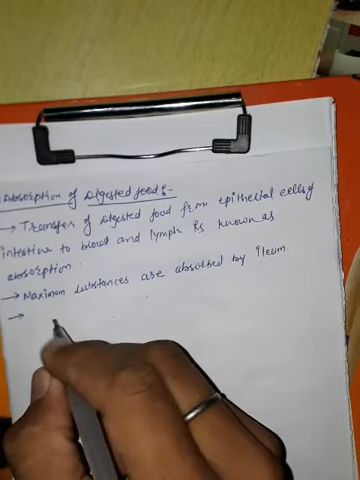 Absorption of Digested food :-
→ Transfer of Digested food from epithelial cells of
intestine to blood and lymph is known as
absorption.
→ Maximum substances are absorbed by ileum.
→